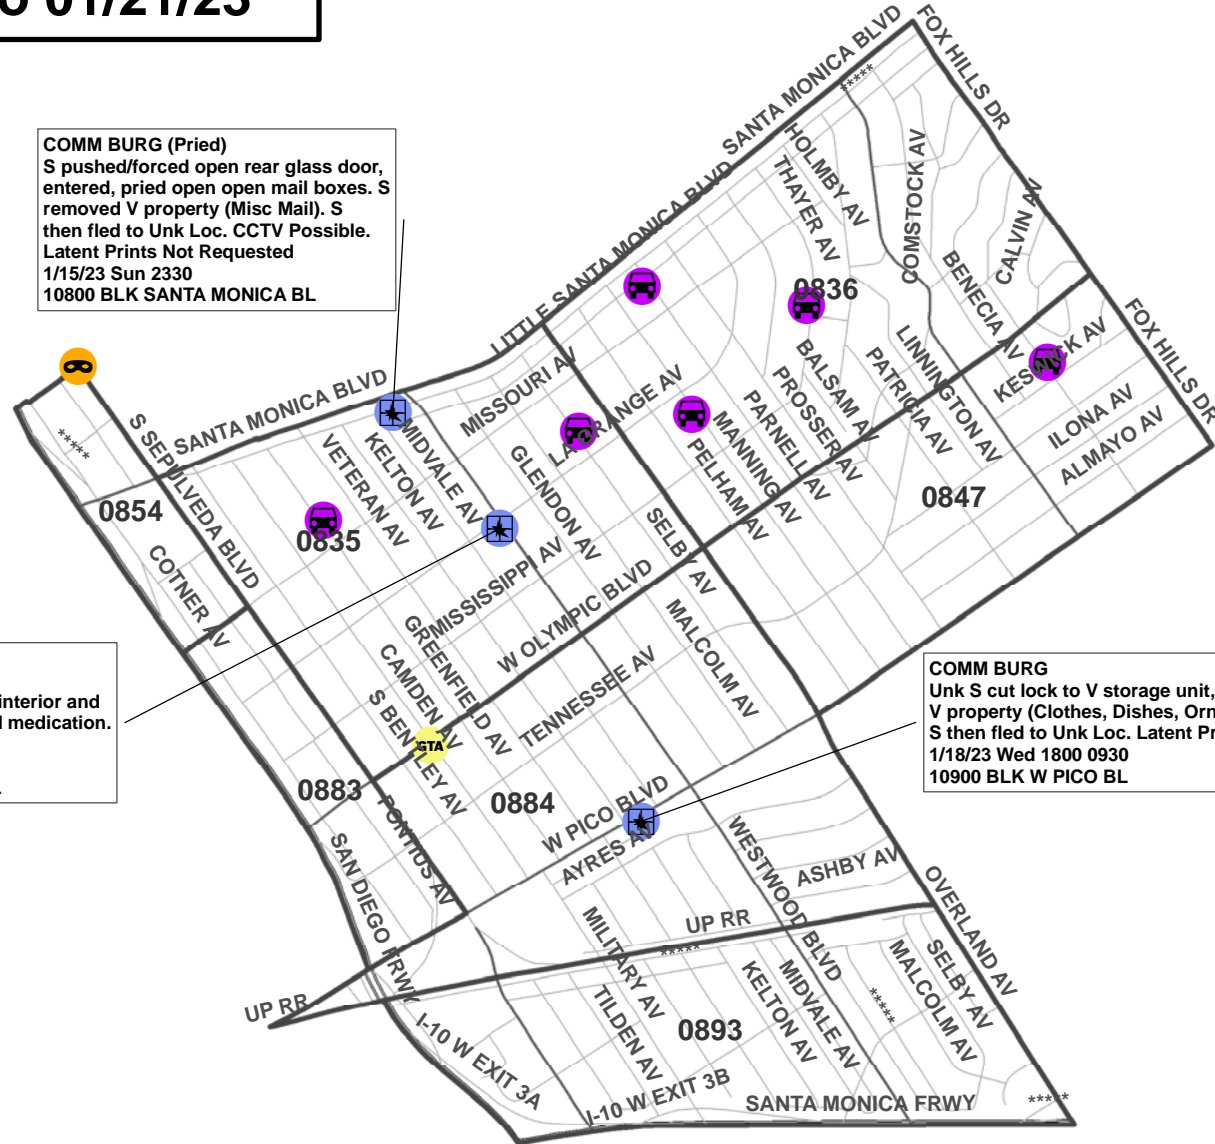 01/21/23
COMM BURG (Pried)
S pushed/forced open rear glass door,
entered, pried open open mail boxes. S
removed V property (Misc Mail). S
then fled to Unk Loc. CCTV Possible.
Latent Prints Not Requested
1/15/23 Sun 2330
10800 BLK SANTA MONICA BL
SANTA MONICA BLVD
FOX HILLS DR
*****
HOLMBY AV
THAYER AV
COMSTOCK AV
CALVIN AV
BENECIA AV
LITTLE SANTA MONICA BLVD
0836
FOX HILLS DR
KESWICK AV
LINNINGTON AV
PATRICIA AV
BALSAM AV
PROSSER AV
PARNELL AV
MANNING AV
PELHAM AV
ILONA AV
ALMAYO AV
0847
MISSOURI AV
LA GRANGE AV
SANTA MONICA BLVD
S SEPULVEDA BLVD
*****
0854
VETERAN AV
KELTON AV
MIDVALE AV
GLENDON AV
SELBY AV
0835
COTNER AV
MISSISSIPPI AV
W OLYMPIC BLVD
GREENFIELD AV
CAMDEN AV
S BENTLEY AV
TENNESSEE AV
MALCOLM AV
interior and
medication.
GTA
0883
0884
PONTIUS AV
W PICO BLVD
AYRES AV
COMM BURG
Unk S cut lock to V storage unit,
V property (Clothes, Dishes,
S then fled to Unk Loc. Latent
1/18/23 Wed 1800 0930
10900 BLK W PICO BL
WESTWOOD BLVD
ASHBY AV
OVERLAND AV
SAN DIEGO FRWY
UP RR
*****
UP RR
MILITARY AV
TILDEN AV
KELTON AV
MIDVALE AV
*****
MALCOLM AV
SELBY AV
0893
I-10 W EXIT 3A
I-10 W EXIT 3B
SANTA MONICA FRWY
*****